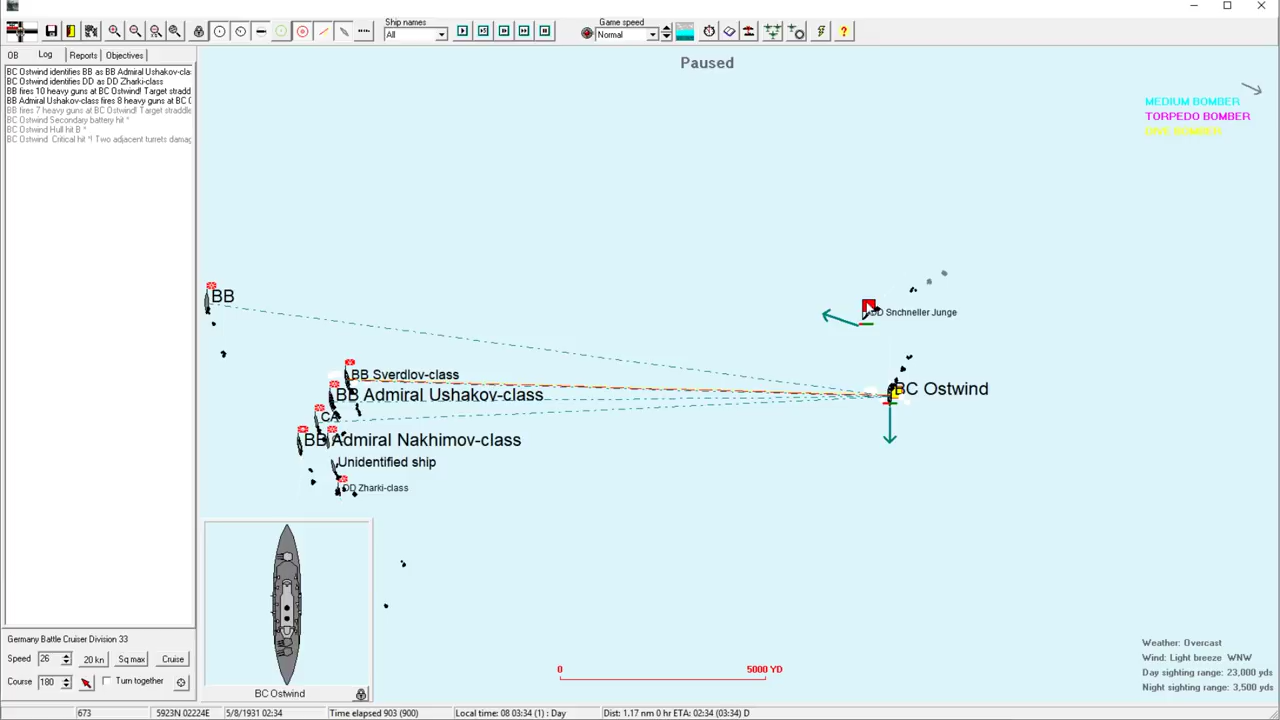 Ship names
All
Game speed
Normal
OB
Log
Reports
Objectives
BC Ostwind identifies BB as BB Admiral Ushakov-clas
BC Ostwind identifies DD as DD Zharki-class
BB fires 10 heavy guns at BC Ostwind! Target straddl
BB Admiral Ushakov-class fires 8 heavy guns at BC O
BB fires 7 heavy guns at BC Ostwind! Target straddle
BC Ostwind Secondary battery hit *
BC Ostwind Hull hit B *
BC Ostwind Critical hit *! Two adjacent turrets damag
Paused
MEDIUM BOMBER
TORPEDO BOMBER
DIVE BOMBER
BB
DD Snchneller Junge
BB Sverdlov-class
BC Ostwind
BB Admiral Ushakov-class
CA
BB Admiral Nakhimov-class
Unidentified ship
DD Zharki-class
BC Ostwind
0
5000 YD
Weather: Overcast
Wind: Light breeze WNW
Day sighting range: 23,000 yds
Night sighting range: 3,500 yds
Germany Battle Cruiser Division 33
Speed
26
20 kn
Sq max
Cruise
Course
180
Turn together
673
5923N 02224E
5/8/1931 02:34
Time elapsed 903 (900)
Local time: 08 03:34 (1) : Day
Dist: 1,17 nm 0 hr ETA: 02:34 (03:34) D